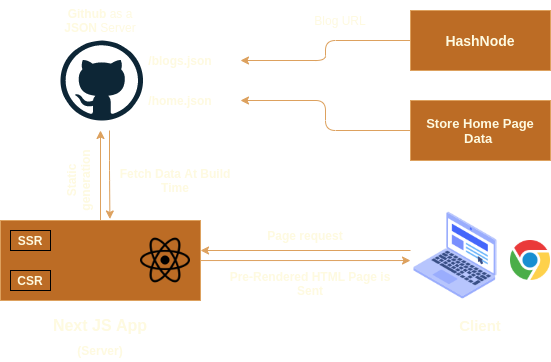 Github as a
JSON Server
Blog URL
HashNode
/blogs.json
/home.json
Store Home Page
Data
Static
generation
Fetch Data At Build
Time
SSR
CSR
Page request
Pre-Rendered HTML Page Is
Sent
Next JS App
(Server)
Client